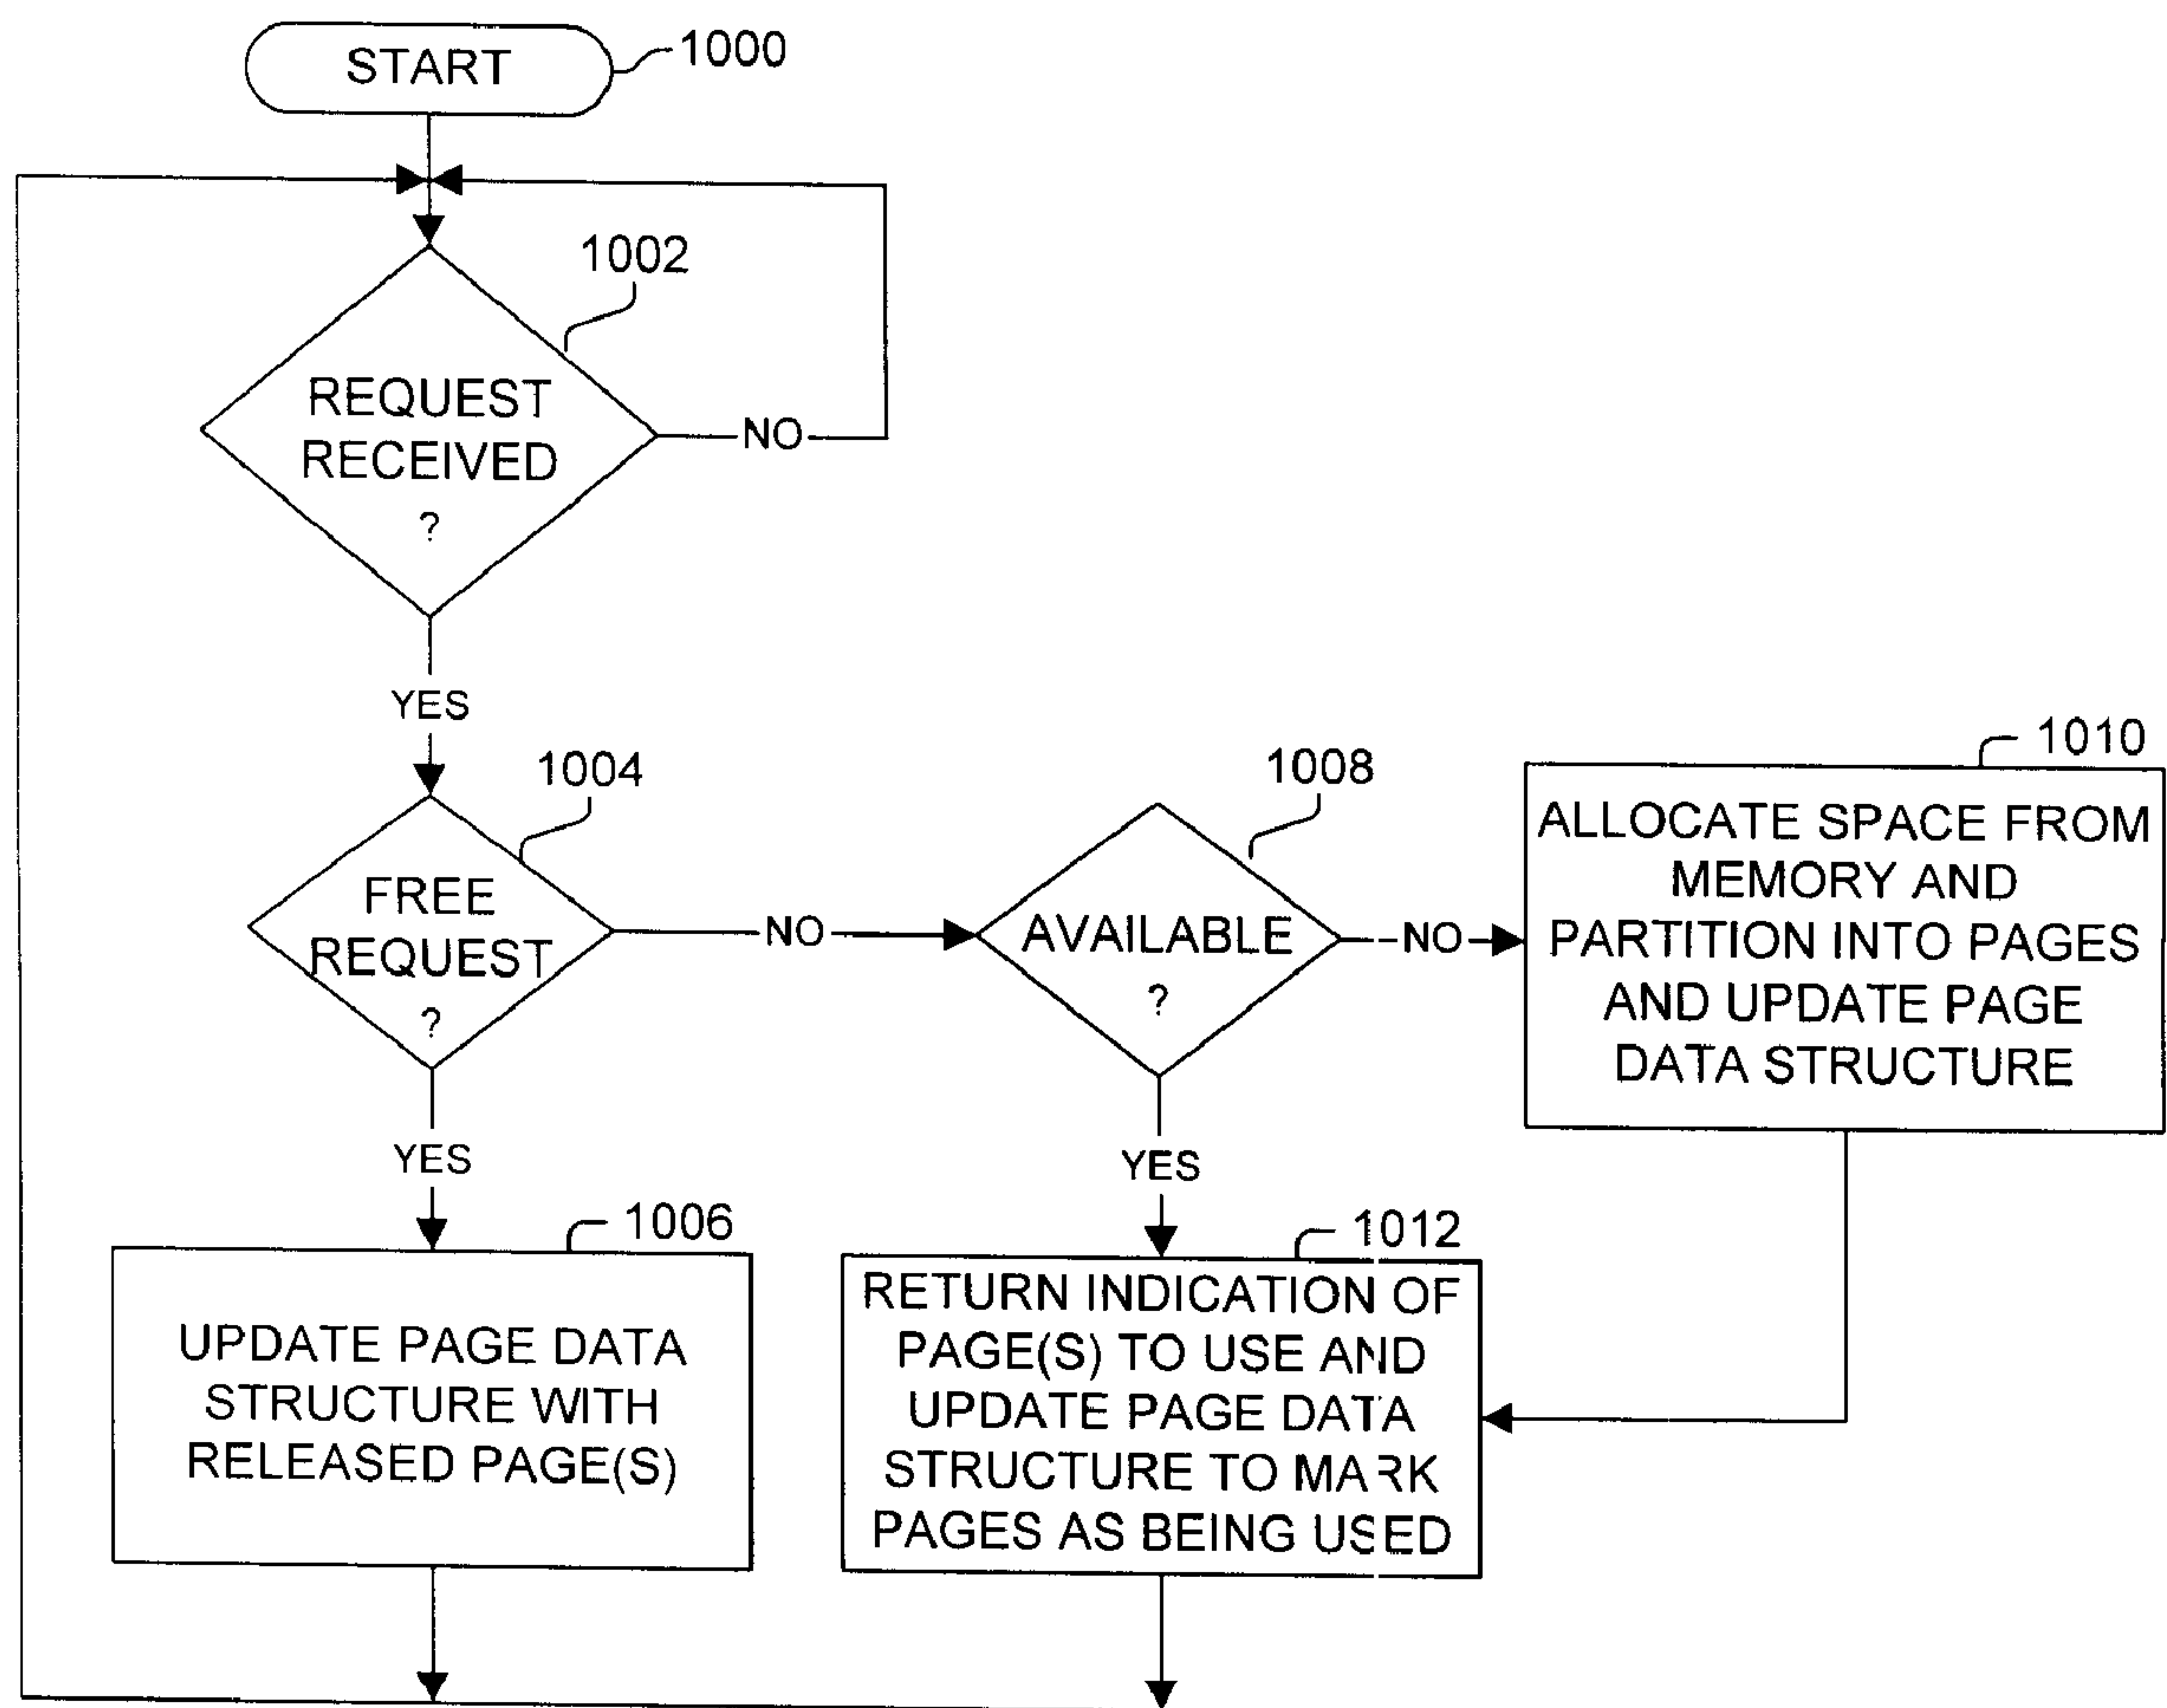 START
1000
1002
REQUEST
RECEIVED
?
NO
YES
1004
FREE
REQUEST
?
NO
1008
AVAILABLE
?
NO
1010
ALLOCATE SPACE FROM
MEMORY AND
PARTITION INTO PAGES
AND UPDATE PAGE
DATA STRUCTURE
YES
1006
UPDATE PAGE DATA
STRUCTURE WITH
RELEASED PAGE(S)
YES
1012
RETURN INDICATION OF
PAGE(S) TO USE AND
UPDATE PAGE DATA
STRUCTURE TO MARK
PAGES AS BEING USED